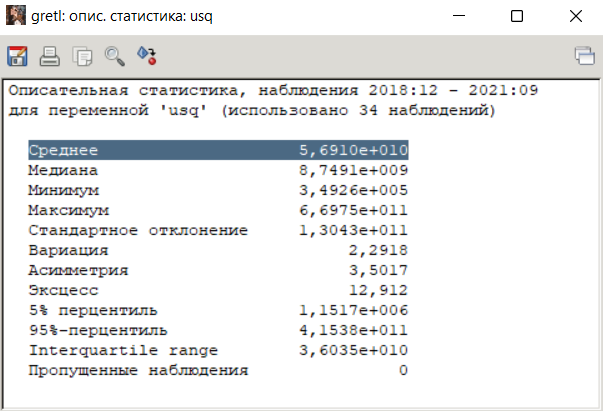 gretl: опис. статистика: usq
Описательная статистика, наблюдения 2018:12 - 2021:09
для переменной 'usq' (использовано 34 наблюдений)
Среднее 5,6910e+010
Медиана 8,7491e+009
Минимум 3,4926e+005
Максимум 6,6975e+011
Стандартное отклонение 1,3043e+011
Вариация 2,2918
Асимметрия 3,5017
Эксцесс 12,912
5% перцентиль 1,1517e+006
95%-перцентиль 4,1538e+011
Interquartile range 3,6035e+010
Пропущенные наблюдения 0